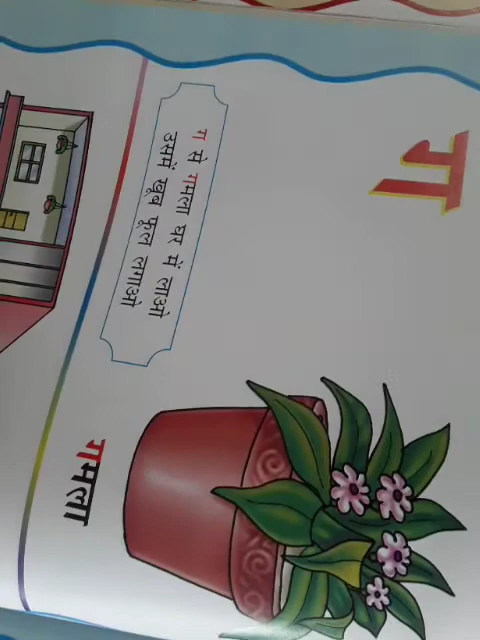 ग
ग से गमला घर में लाओ
उसमें खूब फूल लगाओ
गमला